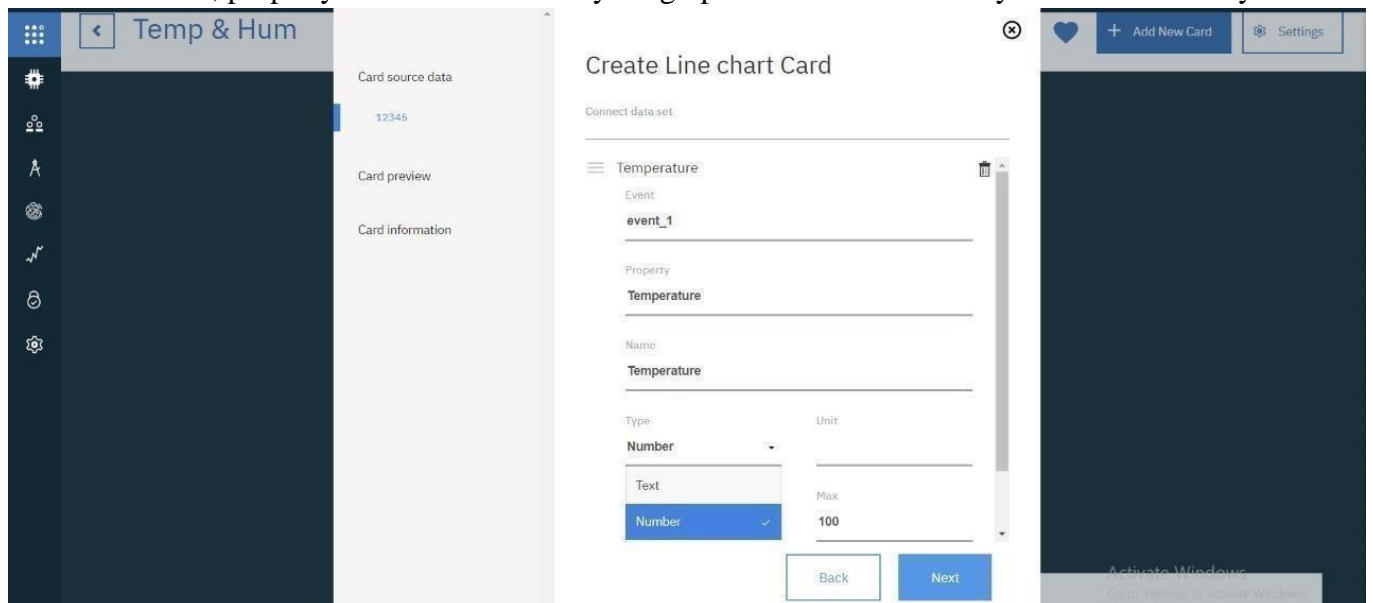 Temp & Hum
+ Add New Card
Settings
Card source data
12345
Card preview
Card information
Create Line chart Card
Connect data set
Temperature
Event
event_1
Property
Temperature
Name
Temperature
Type Unit
Number
Text
Number
Max
100
Back Next
Activate Windows
Go to Settings to activate Windows.